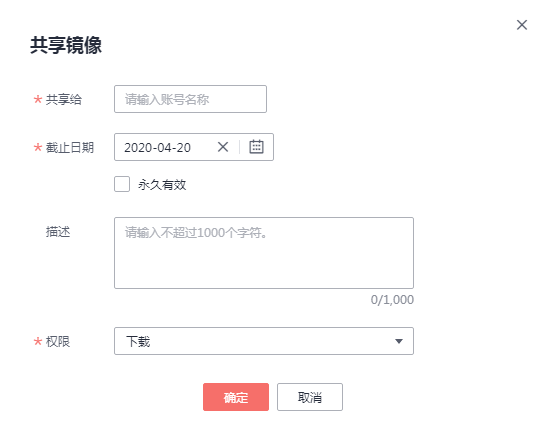 共享镜像
* 共享给
请输入账号名称
* 截止日期
2020-04-20
永久有效
描述
请输入不超过1000个字符。
0/1,000
* 权限
下载
确定
取消